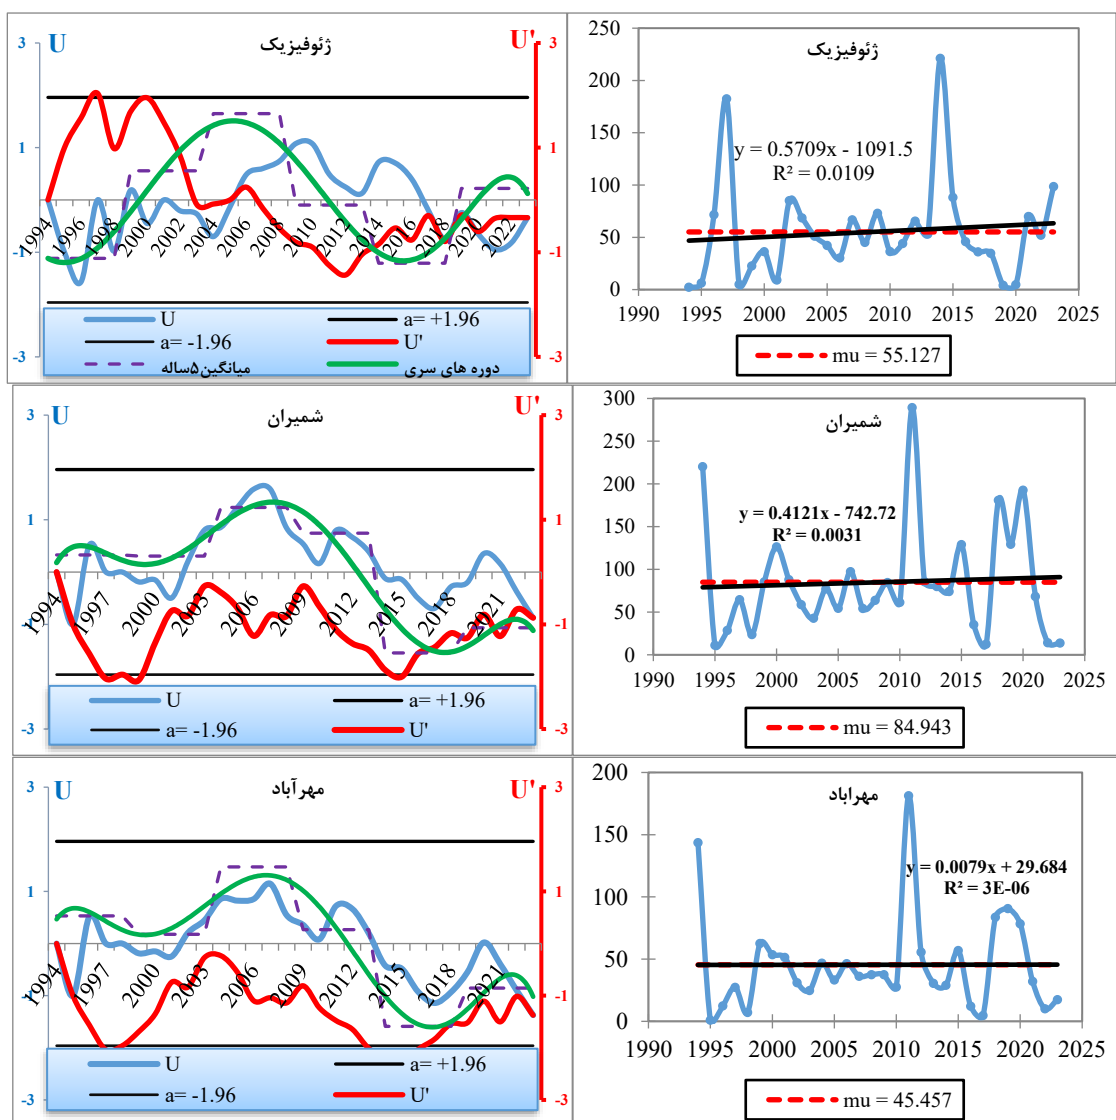 ژئوفیزیک
U
U'
3
1
-1
-3
3
1
-1
-3
1994
1996
1998
2000
2002
2004
2006
2008
2010
2012
2014
2016
2018
2020
2022
U
a= +1.96
a= -1.96
U'
میانگین۵ساله
دوره های سری
ژئوفیزیک
250
200
150
100
50
0
y = 0.5709x - 1091.5
R² = 0.0109
1990
1995
2000
2005
2010
2015
2020
2025
mu = 55.127
شمیران
U
U'
3
1
-1
-3
3
1
-1
-3
1994
1997
2000
2003
2006
2009
2012
2015
2018
2021
U
a= +1.96
a= -1.96
U'
شمیران
300
250
200
150
100
50
0
y = 0.4121x - 742.72
R² = 0.0031
1990
1995
2000
2005
2010
2015
2020
2025
mu = 84.943
مهرآباد
U
U'
3
1
-1
-3
3
1
-1
-3
1994
1997
2000
2003
2006
2009
2012
2015
2018
2021
U
a= +1.96
a= -1.96
U'
مهراباد
200
150
100
50
0
y = 0.0079x + 29.684
R² = 3E-06
1990
1995
2000
2005
2010
2015
2020
2025
mu = 45.457